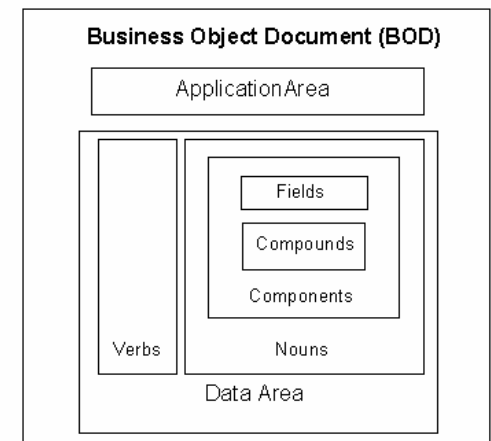 Business Object Document (BOD)
ApplicationArea
Fields
Compounds
Components
Verbs
Nouns
Data Area